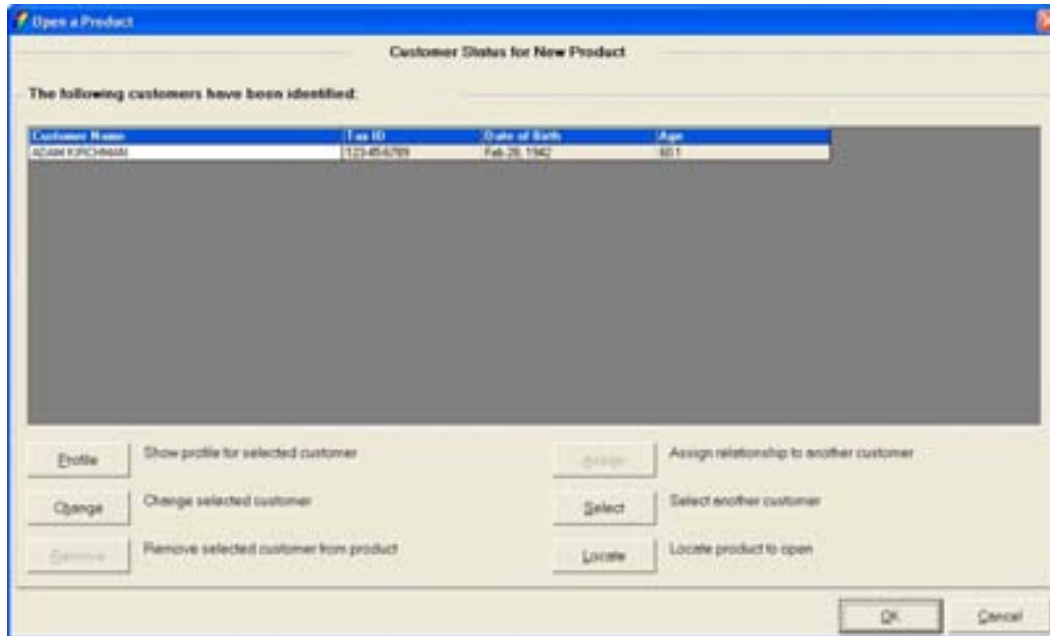 Open a Product
Customer Status for New Product
The following customers have been identified:
Customer Name Tax ID Date of Birth Age
ADAM KIRCHMAN 123-45-6789 Feb 28, 1942 60.1
Profile Show profile for selected customer
Assign Assign relationship to another customer
Change Change selected customer
Select Select another customer
Remove Remove selected customer from product
Locate Locate product to open
OK Cancel